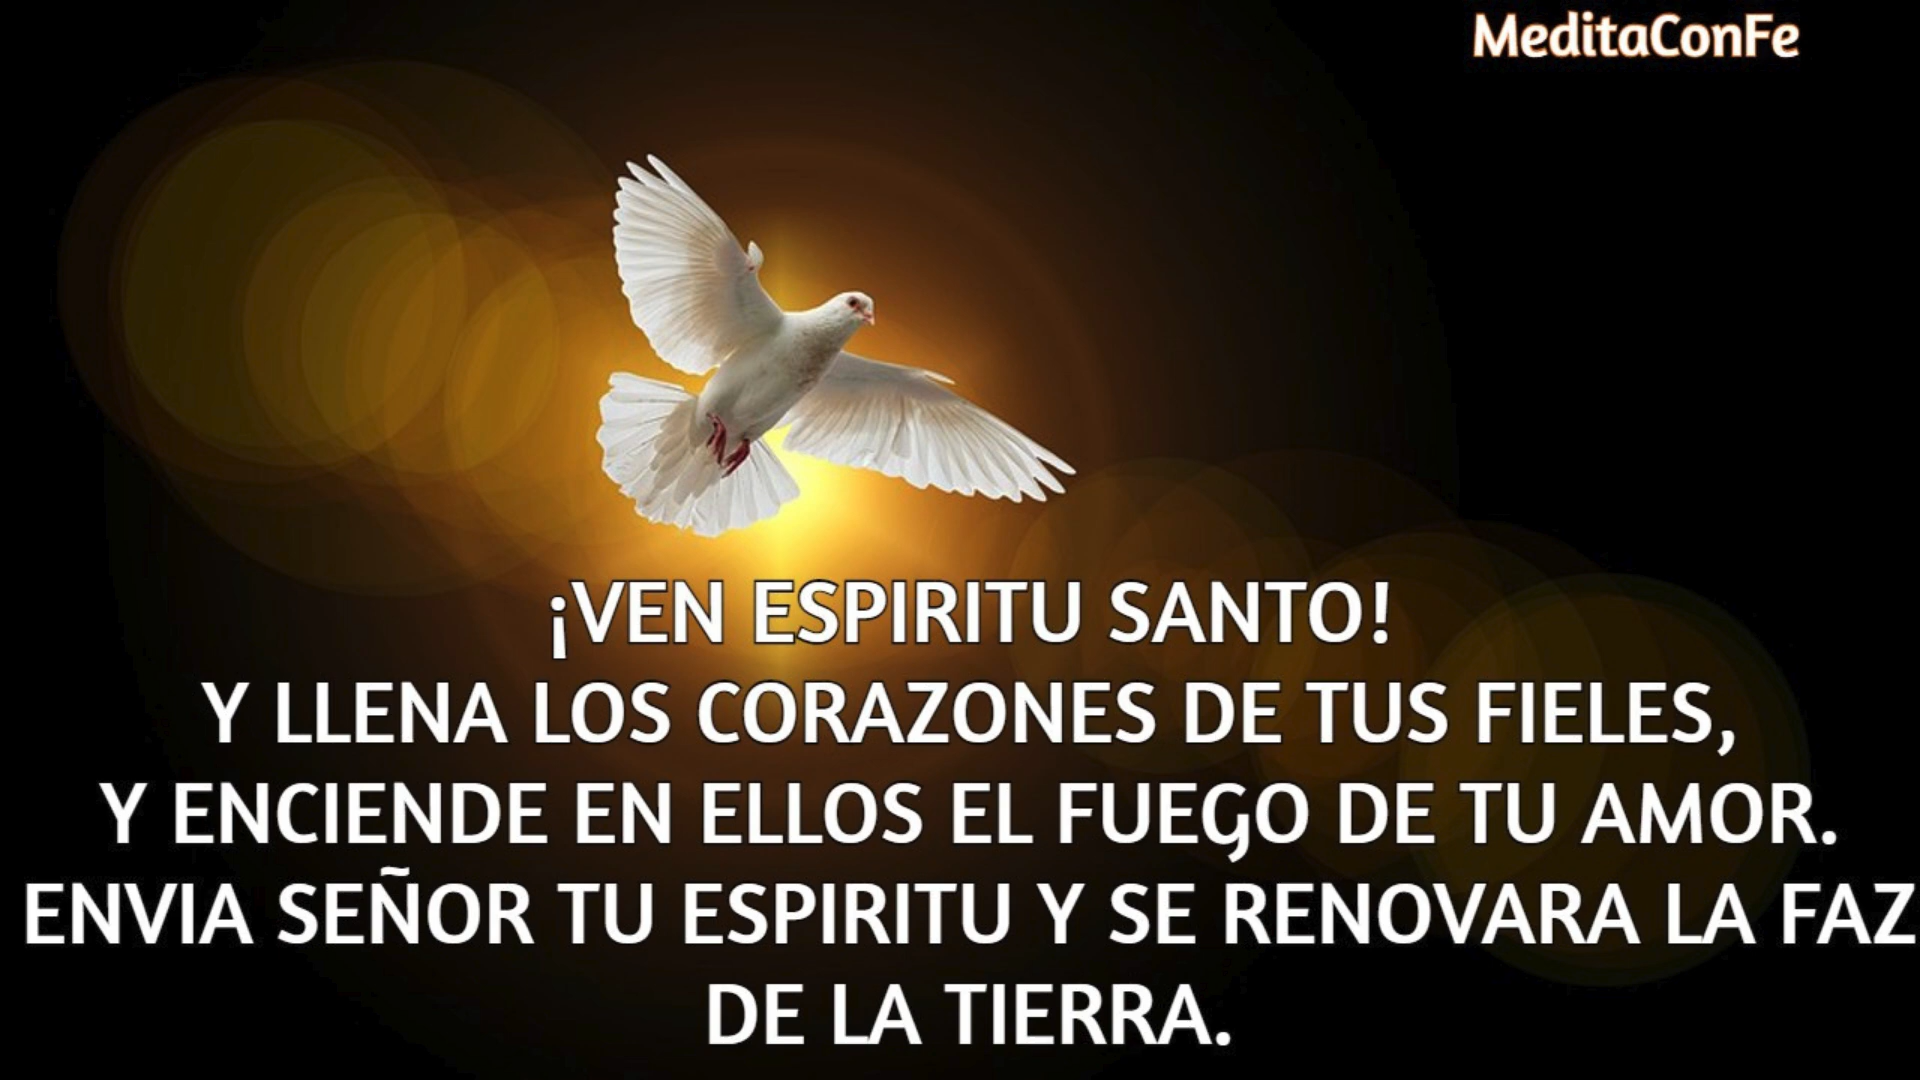 MeditaConFe
¡VEN ESPIRITU SANTO!
Y LLENA LOS CORAZONES DE TUS FIELES,
Y ENCIENDE EN ELLOS EL FUEGO DE TU AMOR.
ENVIA SEÑOR TU ESPIRITU Y SE RENOVARA LA FAZ
DE LA TIERRA.